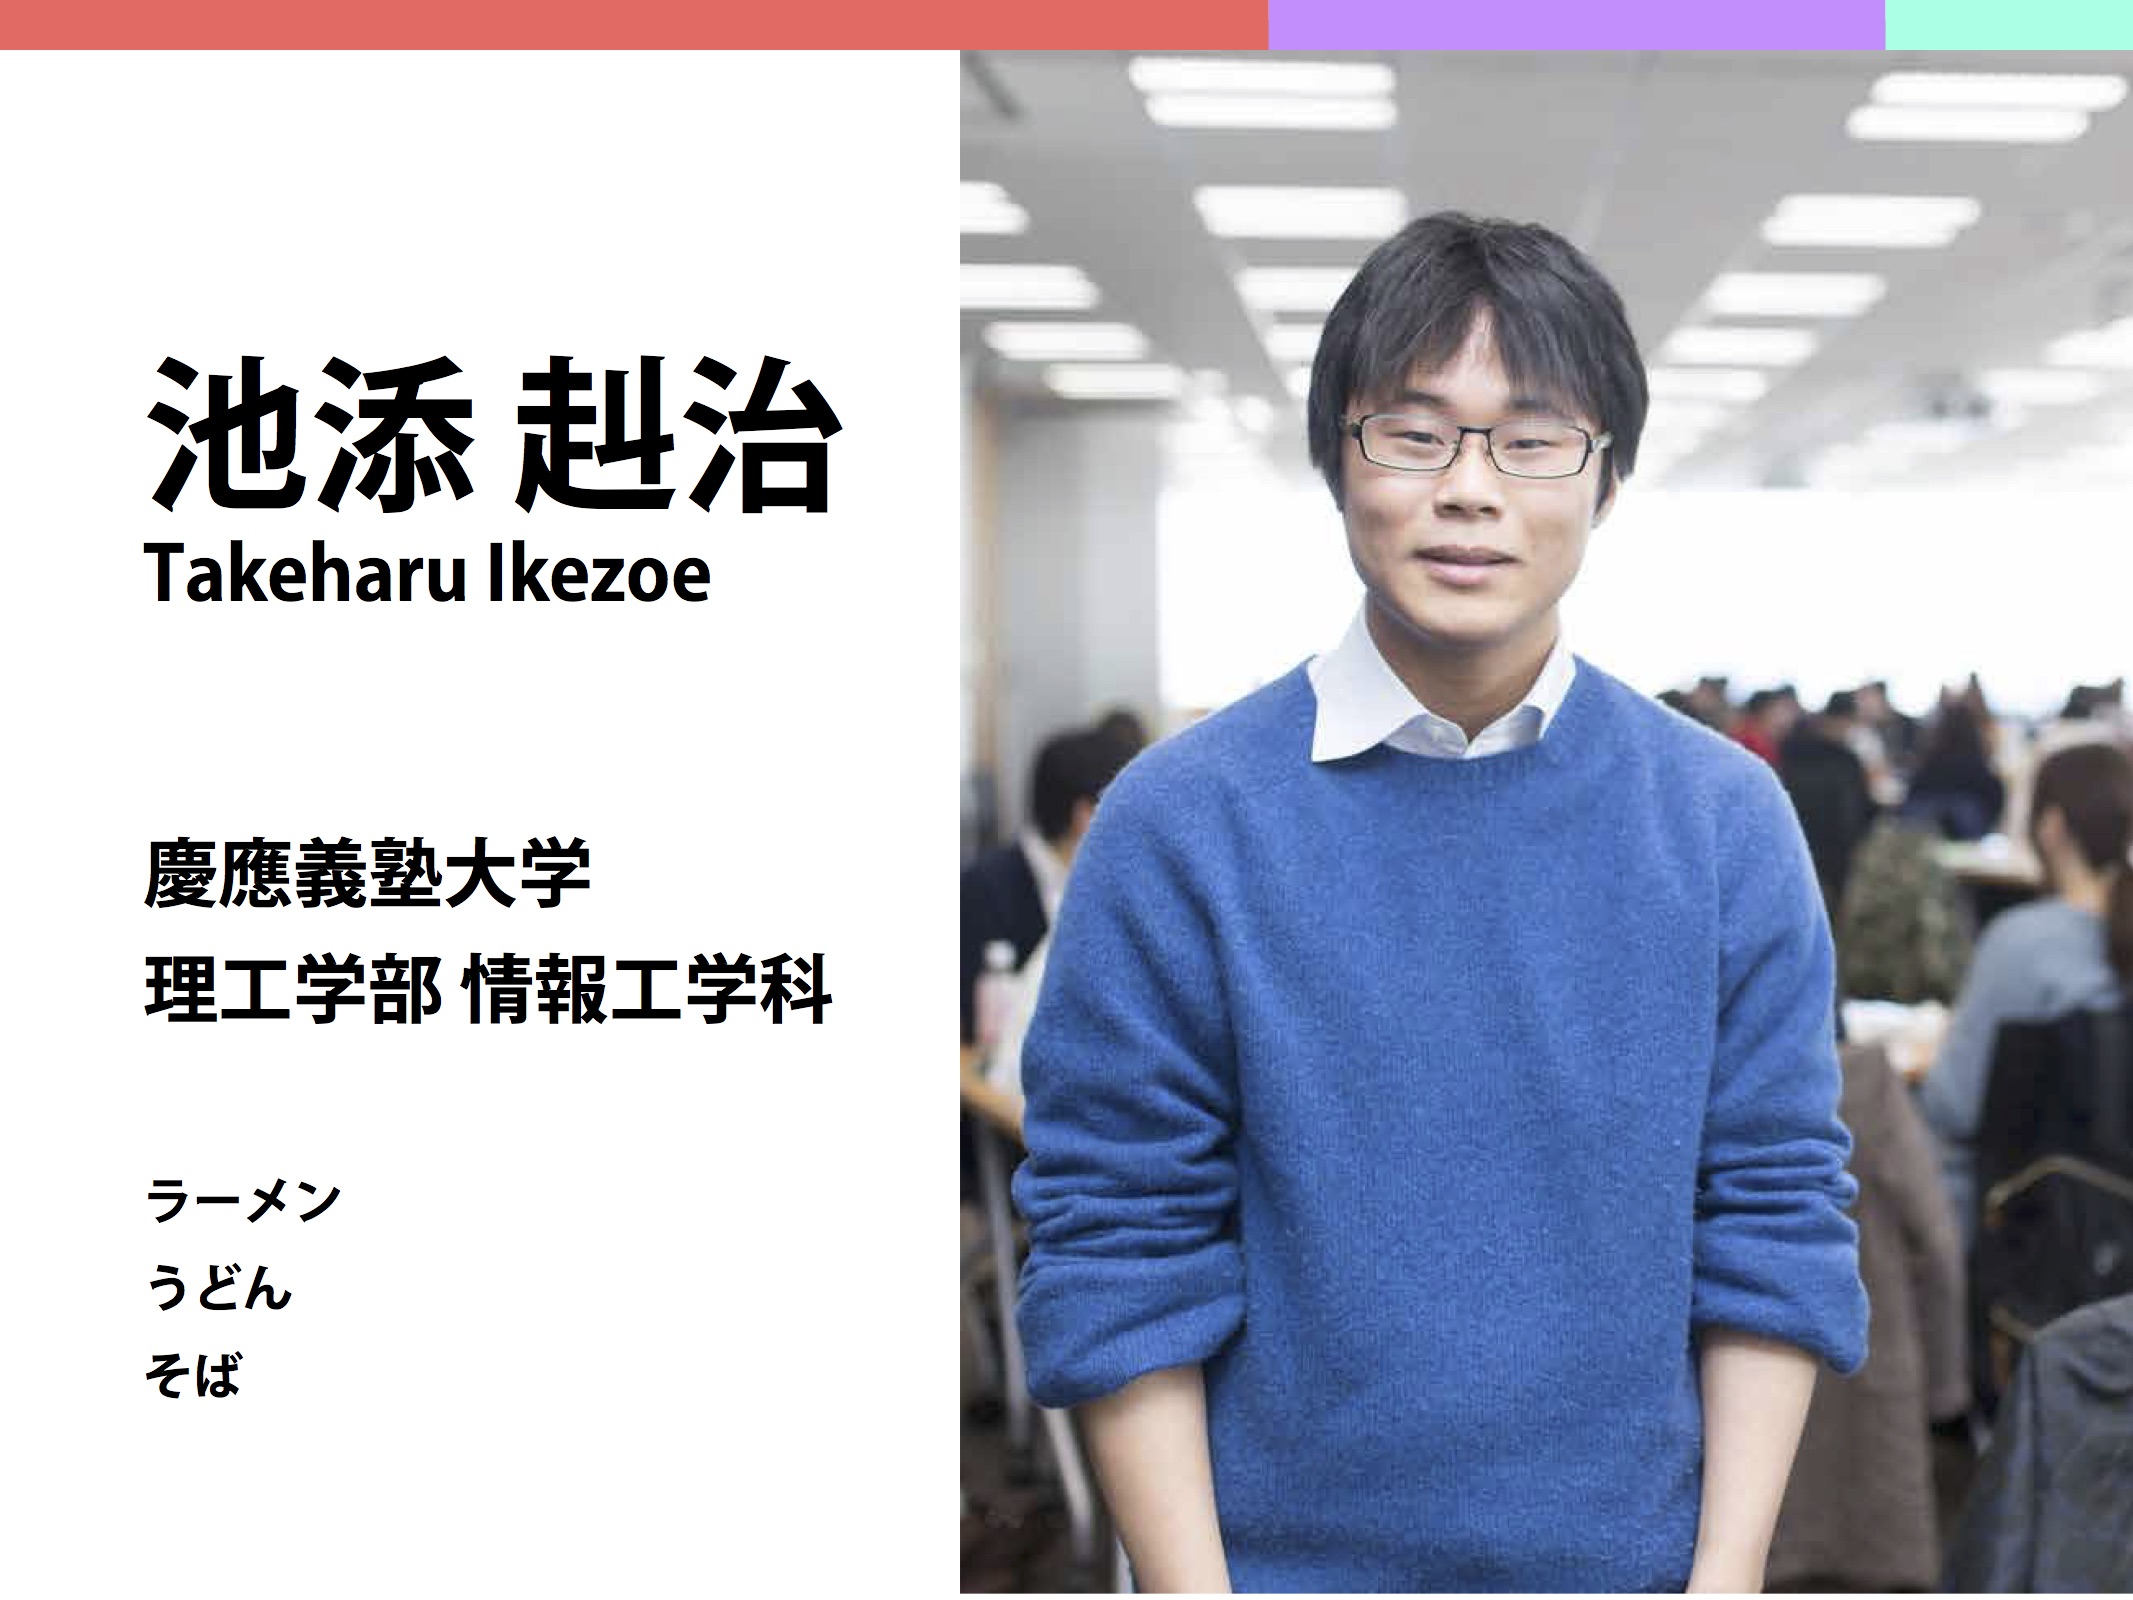 池添 赳治
Takeharu Ikezoe
慶應義塾大学
理工学部 情報工学科
ラーメン
うどん
そば